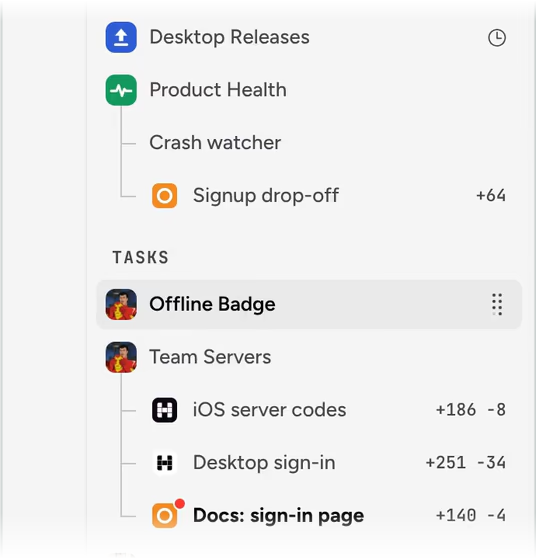 Desktop Releases
Product Health
Crash watcher
Signup drop-off +64
TASKS
Offline Badge
Team Servers
iOS server codes +186 -8
Desktop sign-in +251 -34
Docs: sign-in page +140 -4